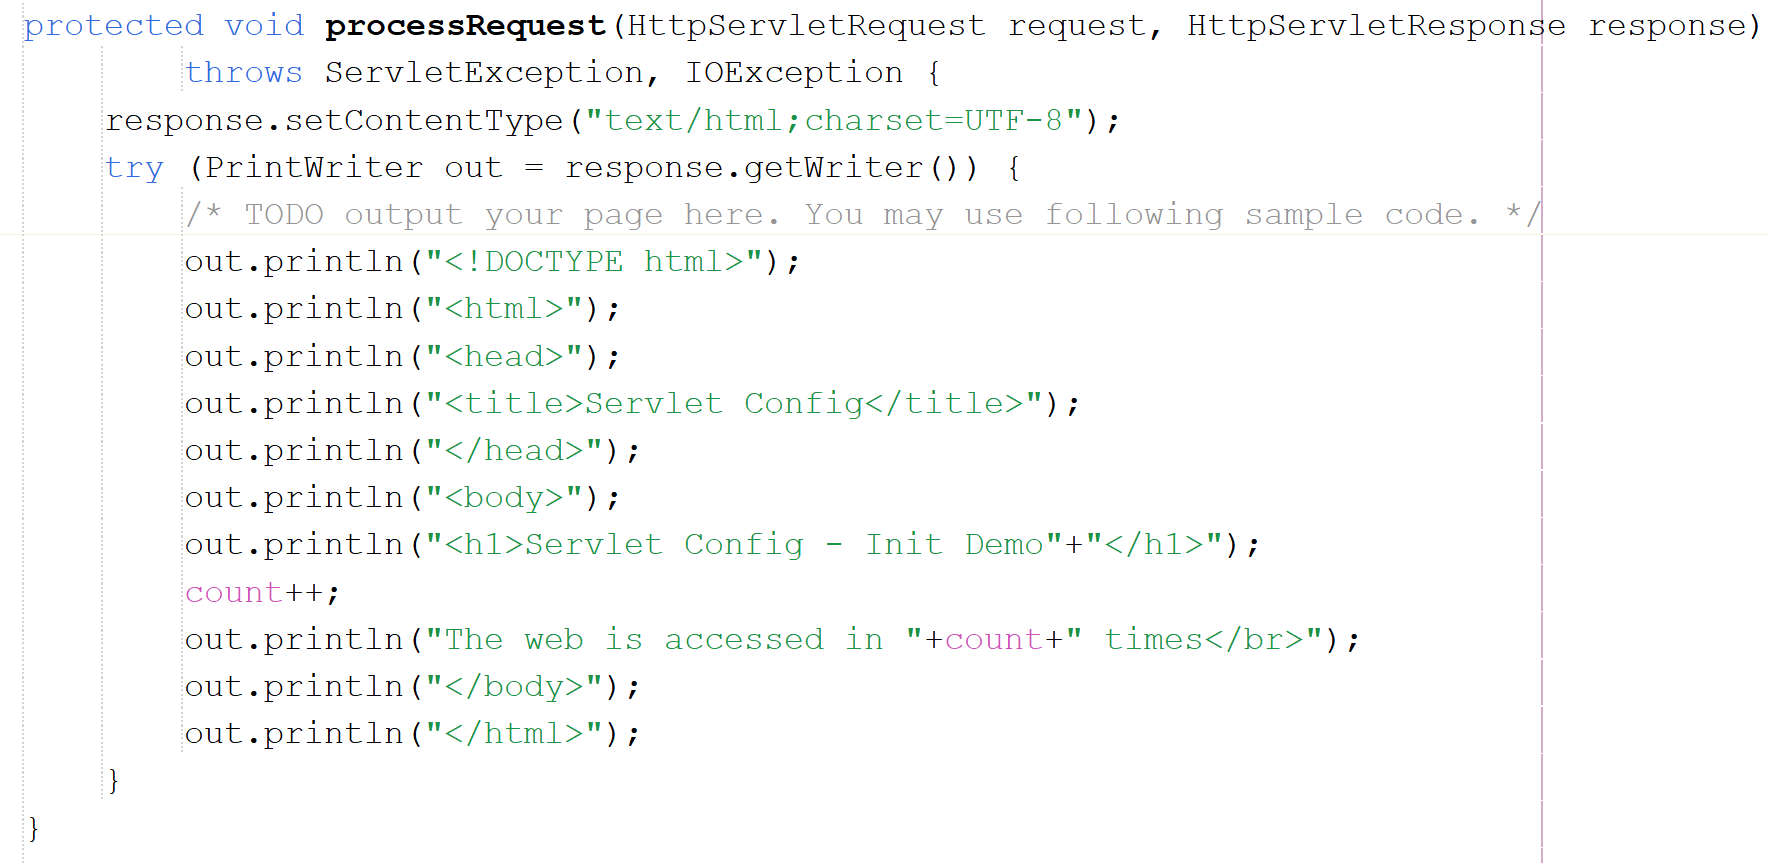 protected void processRequest(HttpServletRequest request, HttpServletResponse response)
throws ServletException, IOException {
response.setContentType("text/html;charset=UTF-8");
try (PrintWriter out = response.getWriter()) {
/* TODO output your page here. You may use following sample code. */
out.println("<!DOCTYPE html>");
out.println("<html>");
out.println("<head>");
out.println("<title>Servlet Config</title>");
out.println("</head>");
out.println("<body>");
out.println("<h1>Servlet Config - Init Demo"+"</h1>");
count++;
out.println("The web is accessed in "+count+" times</br>");
out.println("</body>");
out.println("</html>");
}
}